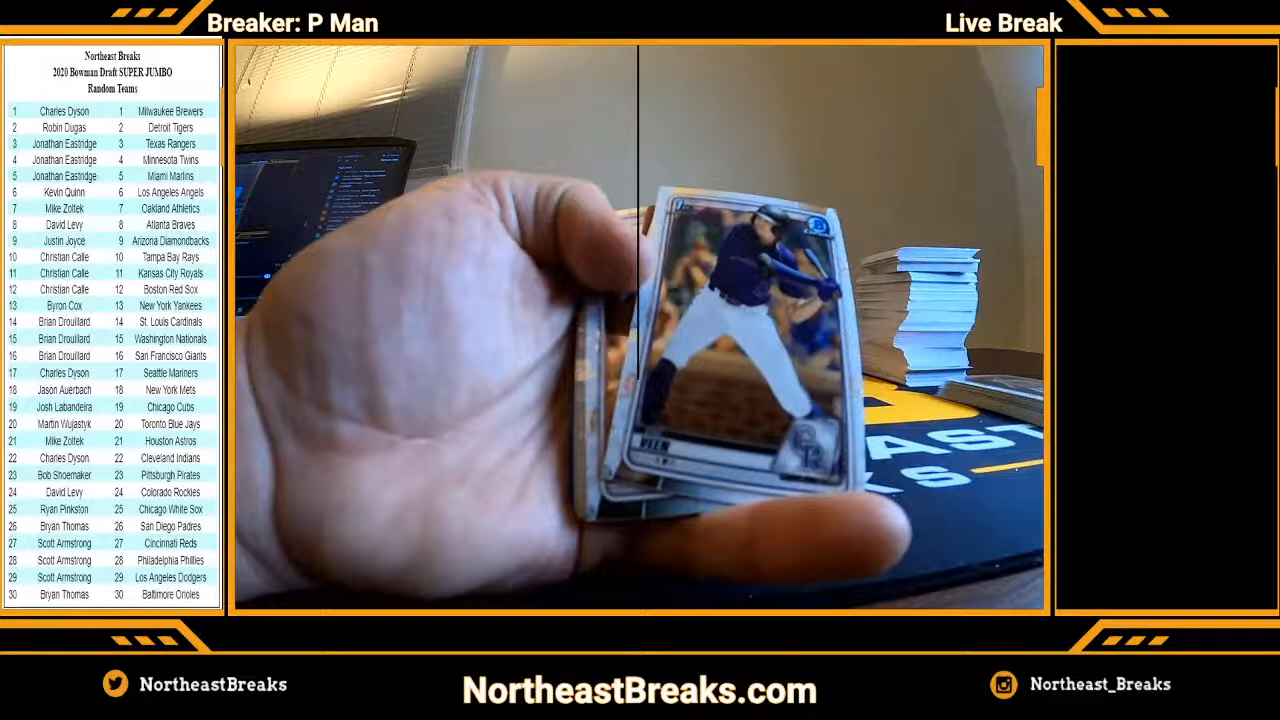 Breaker: P Man
Live Break
Northeast Breaks
2020 Bowman Draft SUPER JUMBO
Random Teams
1 Charles Dyson 1 Milwaukee Brewers
2 Robin Dugas 2 Detroit Tigers
3 Jonathan Eastridge 3 Texas Rangers
4 Jonathan Eastridge 4 Minnesota Twins
5 Jonathan Eastridge 5 Miami Marlins
6 Kevin Quinn 6 Los Angeles Angels
7 Mike Zoltek 7 Oakland Athletics
8 David Levy 8 Atlanta Braves
9 Justin Joyce 9 Arizona Diamondbacks
10 Christian Calle 10 Tampa Bay Rays
11 Christian Calle 11 Kansas City Royals
12 Christian Calle 12 Boston Red Sox
13 Byron Cox 13 New York Yankees
14 Brian Drouillard 14 St. Louis Cardinals
15 Brian Drouillard 15 Washington Nationals
16 Brian Drouillard 16 San Francisco Giants
17 Charles Dyson 17 Seattle Mariners
18 Jason Auerbach 18 New York Mets
19 Josh Labandeira 19 Chicago Cubs
20 Martin Wujastyk 20 Toronto Blue Jays
21 Mike Zoltek 21 Houston Astros
22 Charles Dyson 22 Cleveland Indians
23 Bob Shoemaker 23 Pittsburgh Pirates
24 David Levy 24 Colorado Rockies
25 Ryan Pinkston 25 Chicago White Sox
26 Bryan Thomas 26 San Diego Padres
27 Scott Armstrong 27 Cincinnati Reds
28 Scott Armstrong 28 Philadelphia Phillies
29 Scott Armstrong 29 Los Angeles Dodgers
30 Bryan Thomas 30 Baltimore Orioles
VEEN
AST
KS
NortheastBreaks
NortheastBreaks.com
Northeast_Breaks